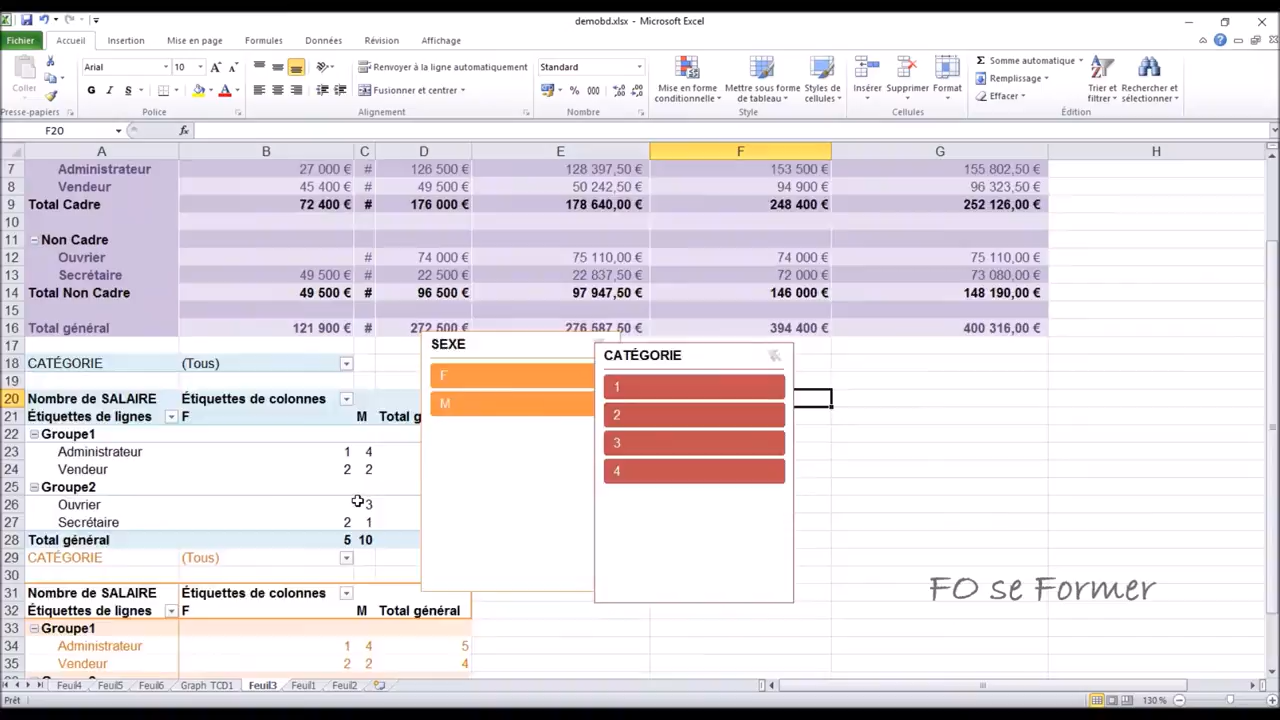 demobd.xlsx - Microsoft Excel
Fichier Accueil Insertion Mise en page Formules Données Révision Affichage
Coller
Arial 10
Renvoyer à la ligne automatiquement
Standard
Mise en forme conditionnelle
Mettre sous forme de tableau
Styles de cellules
Insérer Supprimer Format
Somme automatique
Remplissage
Effacer
Trier et filtrer
Rechercher et sélectionner
G I S
Fusionner et centrer
% 000
Presse-papiers Police Alignement Nombre Style Cellules Édition
F20 fx
A B C D E F G H
7 Administrateur 27 000 € # 126 500 € 128 397,50 € 153 500 € 155 802,50 €
8 Vendeur 45 400 € # 49 500 € 50 242,50 € 94 900 € 96 323,50 €
9 Total Cadre 72 400 € # 176 000 € 178 640,00 € 248 400 € 252 126,00 €
10
11 Non Cadre
12 Ouvrier # 74 000 € 75 110,00 € 74 000 € 75 110,00 €
13 Secrétaire 49 500 € # 22 500 € 22 837,50 € 72 000 € 73 080,00 €
14 Total Non Cadre 49 500 € # 96 500 € 97 947,50 € 146 000 € 148 190,00 €
15
16 Total général 121 900 € # 272 500 € 276 587,50 € 394 400 € 400 316,00 €
17
18 CATÉGORIE (Tous)
19
20 Nombre de SALAIRE Étiquettes de colonnes
21 Étiquettes de lignes F M Total g
22 Groupe1
23 Administrateur 1 4
24 Vendeur 2 2
25 Groupe2
26 Ouvrier 3
27 Secrétaire 2 1
28 Total général 5 10
29 CATÉGORIE (Tous)
30
31 Nombre de SALAIRE Étiquettes de colonnes
32 Étiquettes de lignes F M Total général
33 Groupe1
34 Administrateur 1 4 5
35 Vendeur 2 2 4
SEXE
F
M
CATÉGORIE
1
2
3
4
FO se Former
Feuil4 Feuil5 Feuil6 Graph TCD1 Feuil3 Feuil1 Feuil2
Prêt 130 %